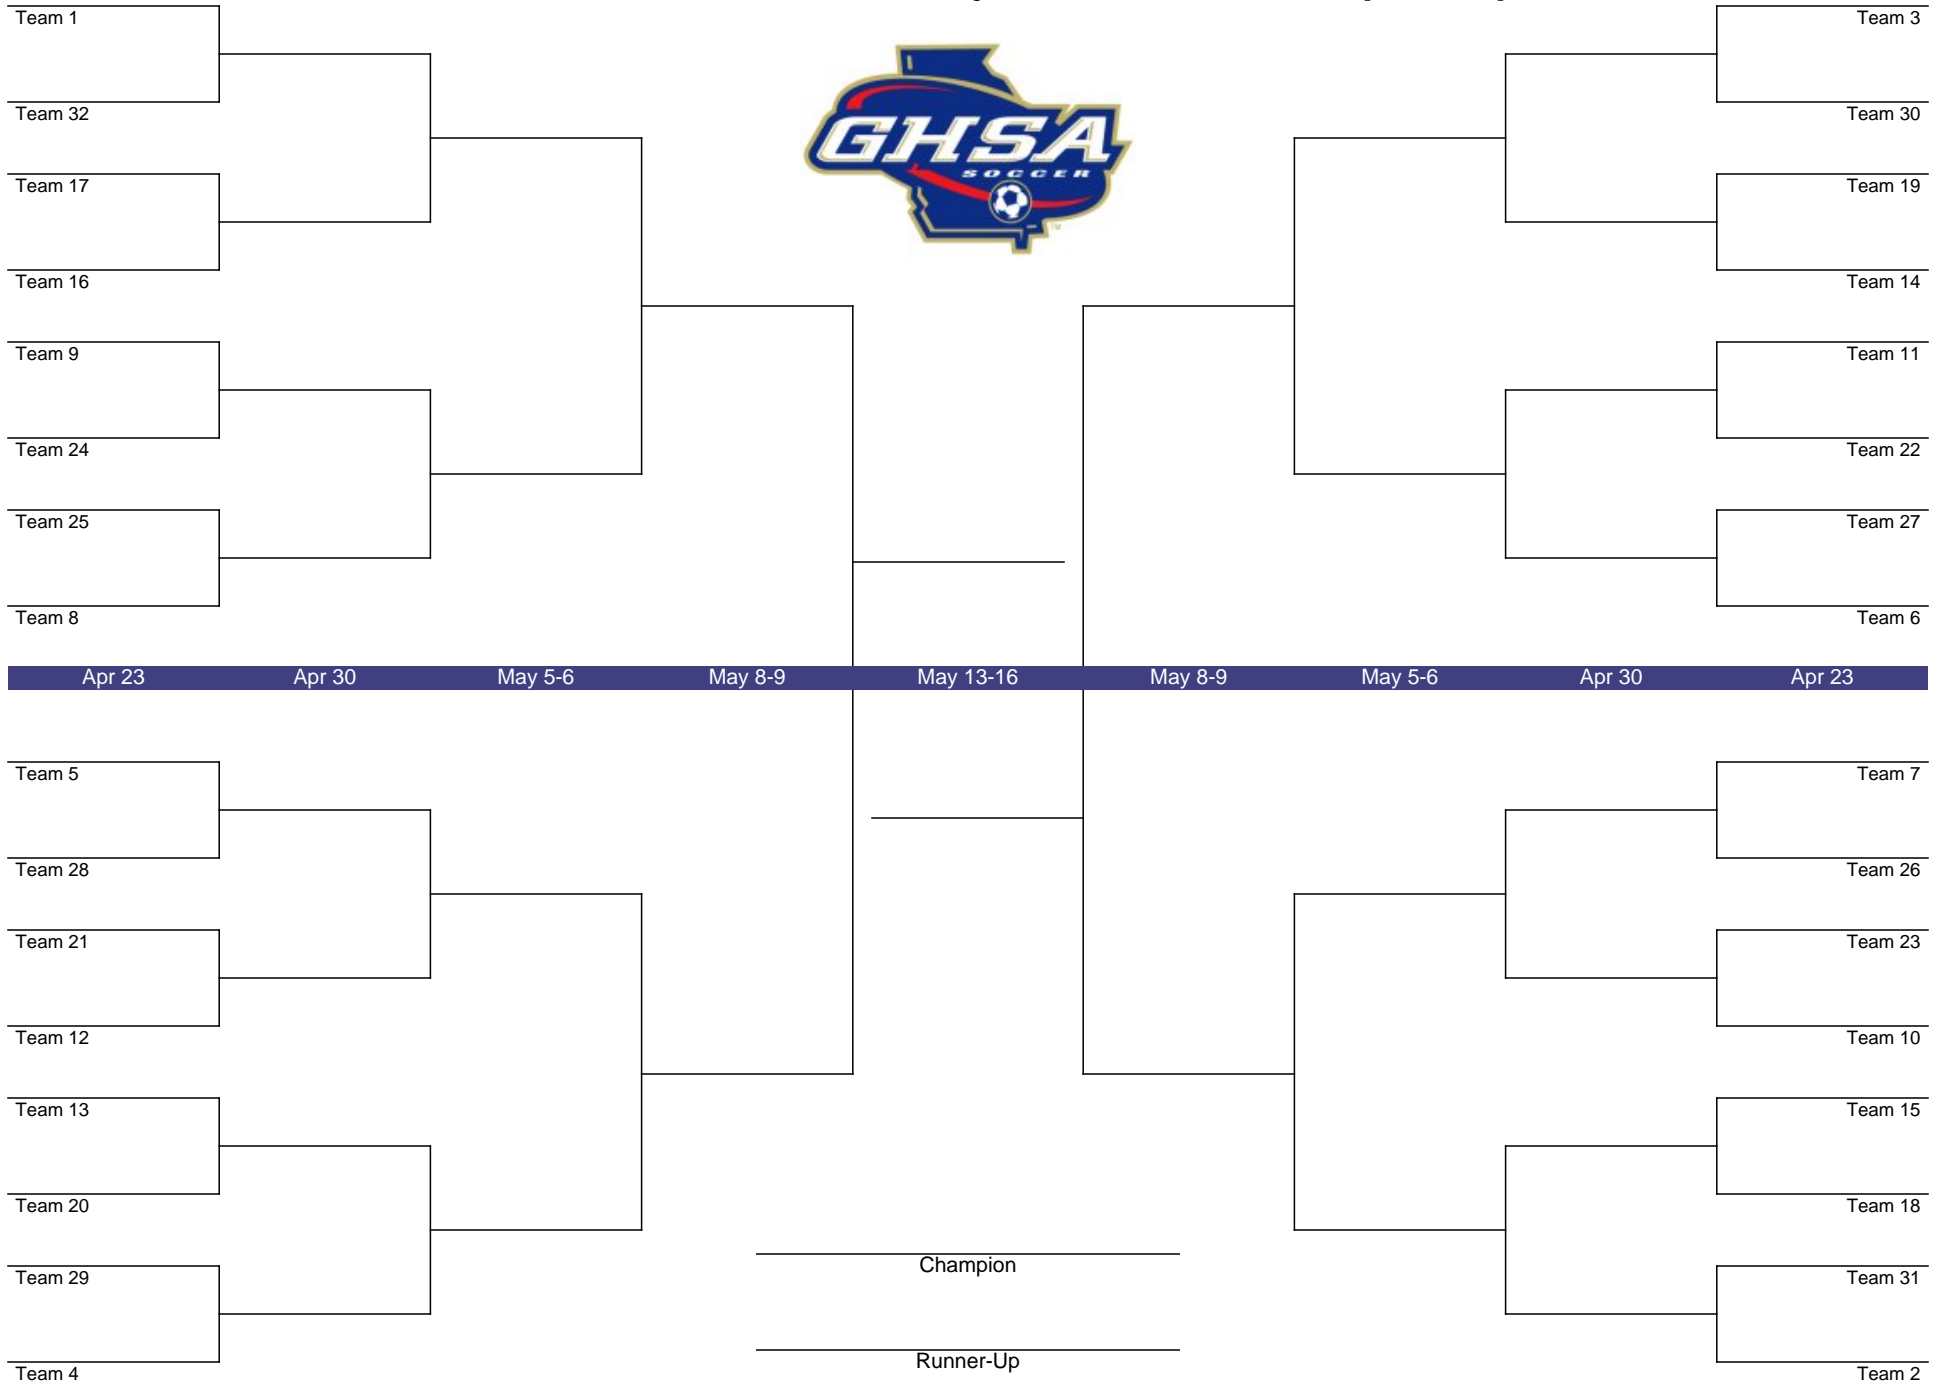 Team 1
Team 32
Team 17
Team 16
Team 9
Team 24
Team 25
Team 8
Team 3
Team 30
Team 19
Team 14
Team 11
Team 22
Team 27
Team 6
GHSA
SOCCER
TM
Apr 23 Apr 30 May 5-6 May 8-9 May 13-16 May 8-9 May 5-6 Apr 30 Apr 23
Team 5
Team 28
Team 21
Team 12
Team 13
Team 20
Team 29
Team 4
Team 7
Team 26
Team 23
Team 10
Team 15
Team 18
Team 31
Team 2
Champion
Runner-Up